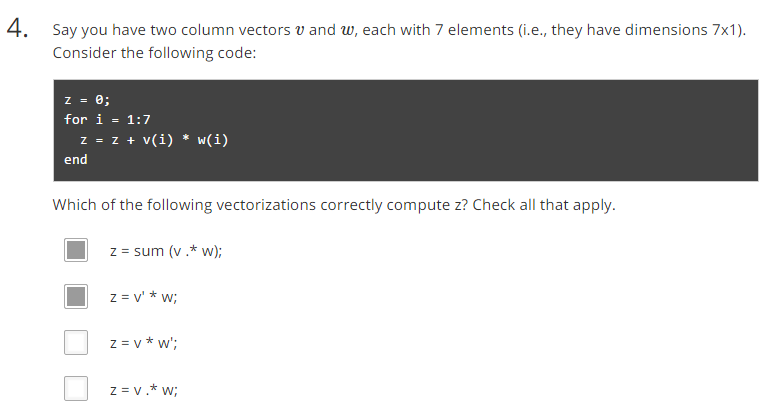 4. Say you have two column vectors v and w, each with 7 elements (i.e., they have dimensions 7x1).
Consider the following code:
z = 0;
for i = 1:7
  z = z + v(i) * w(i)
end
Which of the following vectorizations correctly compute z? Check all that apply.
z = sum (v .* w);
z = v' * w;
z = v * w';
z = v .* w;